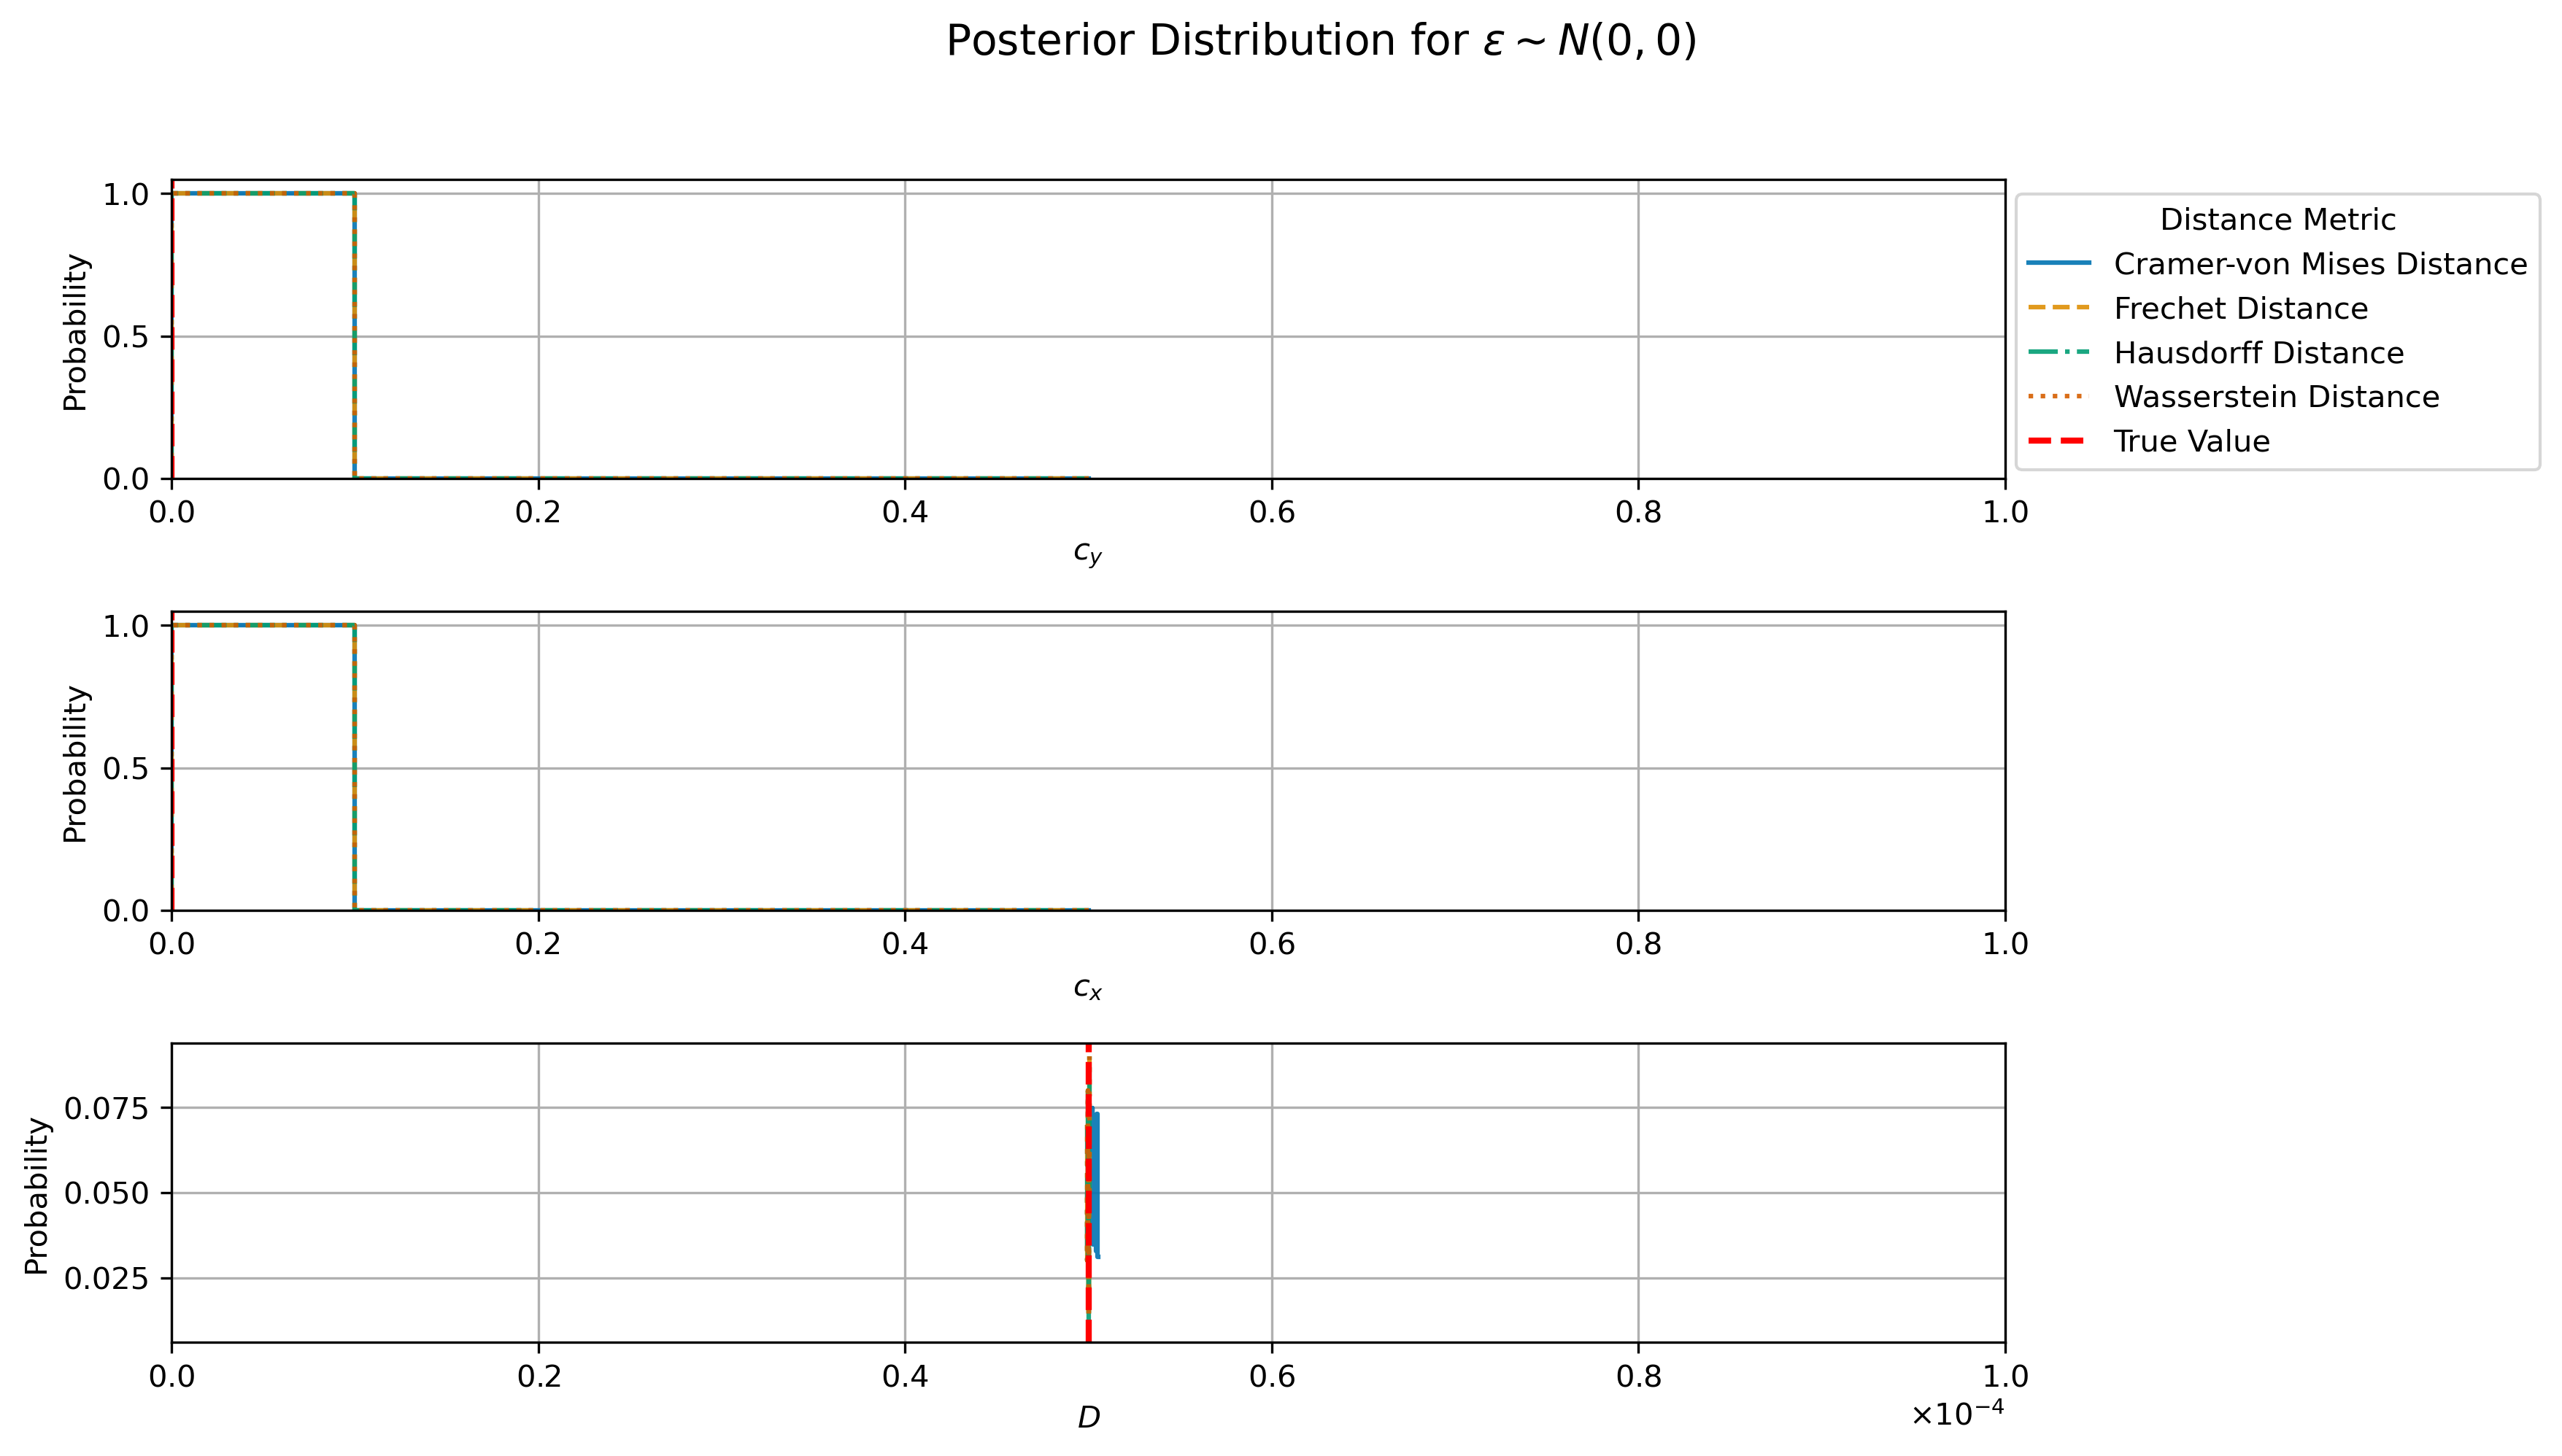 Posterior Distribution for ε ~ N(0, 0)
Probability
1.0
0.5
0.0
0.0 0.2 0.4 0.6 0.8 1.0
c_y
Distance Metric
Cramer-von Mises Distance
Frechet Distance
Hausdorff Distance
Wasserstein Distance
True Value
Probability
1.0
0.5
0.0
0.0 0.2 0.4 0.6 0.8 1.0
c_x
Probability
0.075
0.050
0.025
0.0 0.2 0.4 0.6 0.8 1.0
×10⁻⁴
D